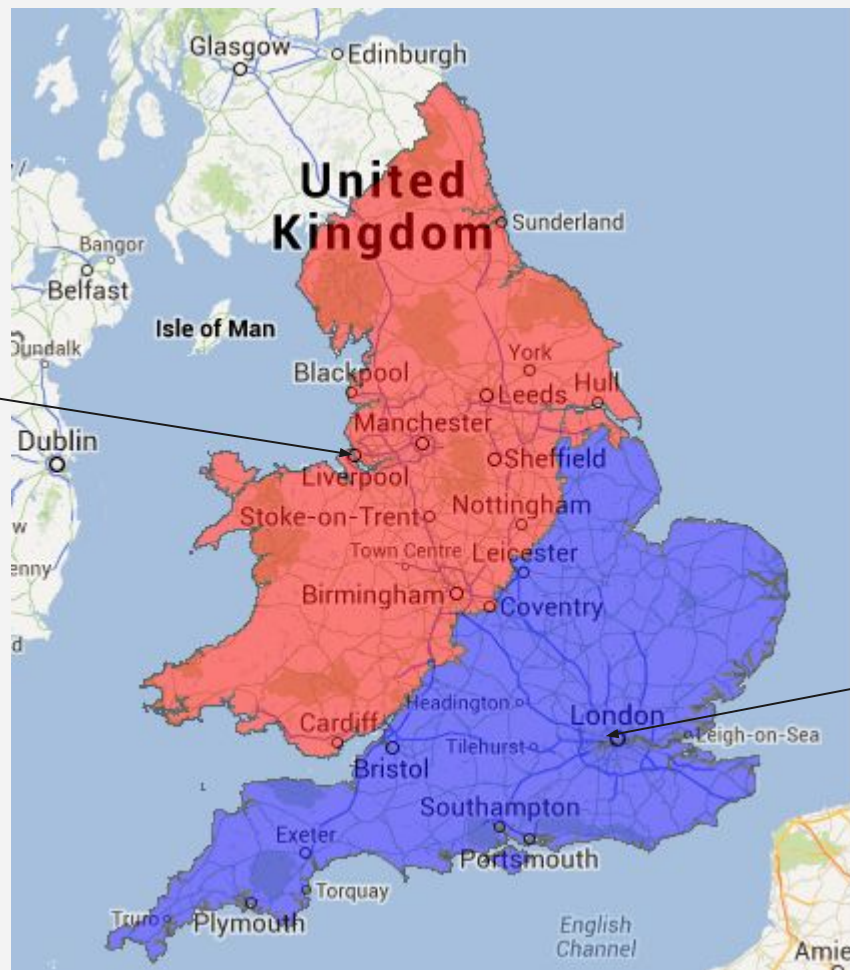 Glasgow
Edinburgh
United
Kingdom
Sunderland
Bangor
Belfast
Isle of Man
Dundalk
York
Blackpool
Leeds
Hull
Manchester
Dublin
Sheffield
Liverpool
Nottingham
Stoke-on-Trent
w
Town Centre
Leicester
enny
Birmingham
Coventry
d
Headington
London
Cardiff
Leigh-on-Sea
Tilehurst
Bristol
Southampton
Exeter
Portsmouth
Torquay
Truro
Plymouth
English
Channel
Amie